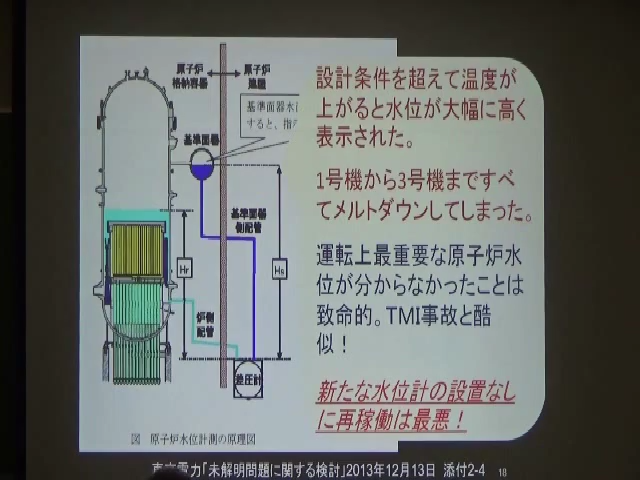 原子炉
格納容器
原子炉
建屋
基準面器水
すると、指
基準面器
基準面器
側配管
Hr
Hs
炉側
配管
差圧計
図 原子炉水位計測の原理図
設計条件を超えて温度が
上がると水位が大幅に高く
表示された。
1号機から3号機まですべ
てメルトダウンしてしまった。
運転上最重要な原子炉水
位が分からなかったことは
致命的。TMI事故と酷
似！
新たな水位計の設置なし
に再稼働は最悪！
東京電力「未解明問題に関する検討」2013年12月13日 添付2-4 18